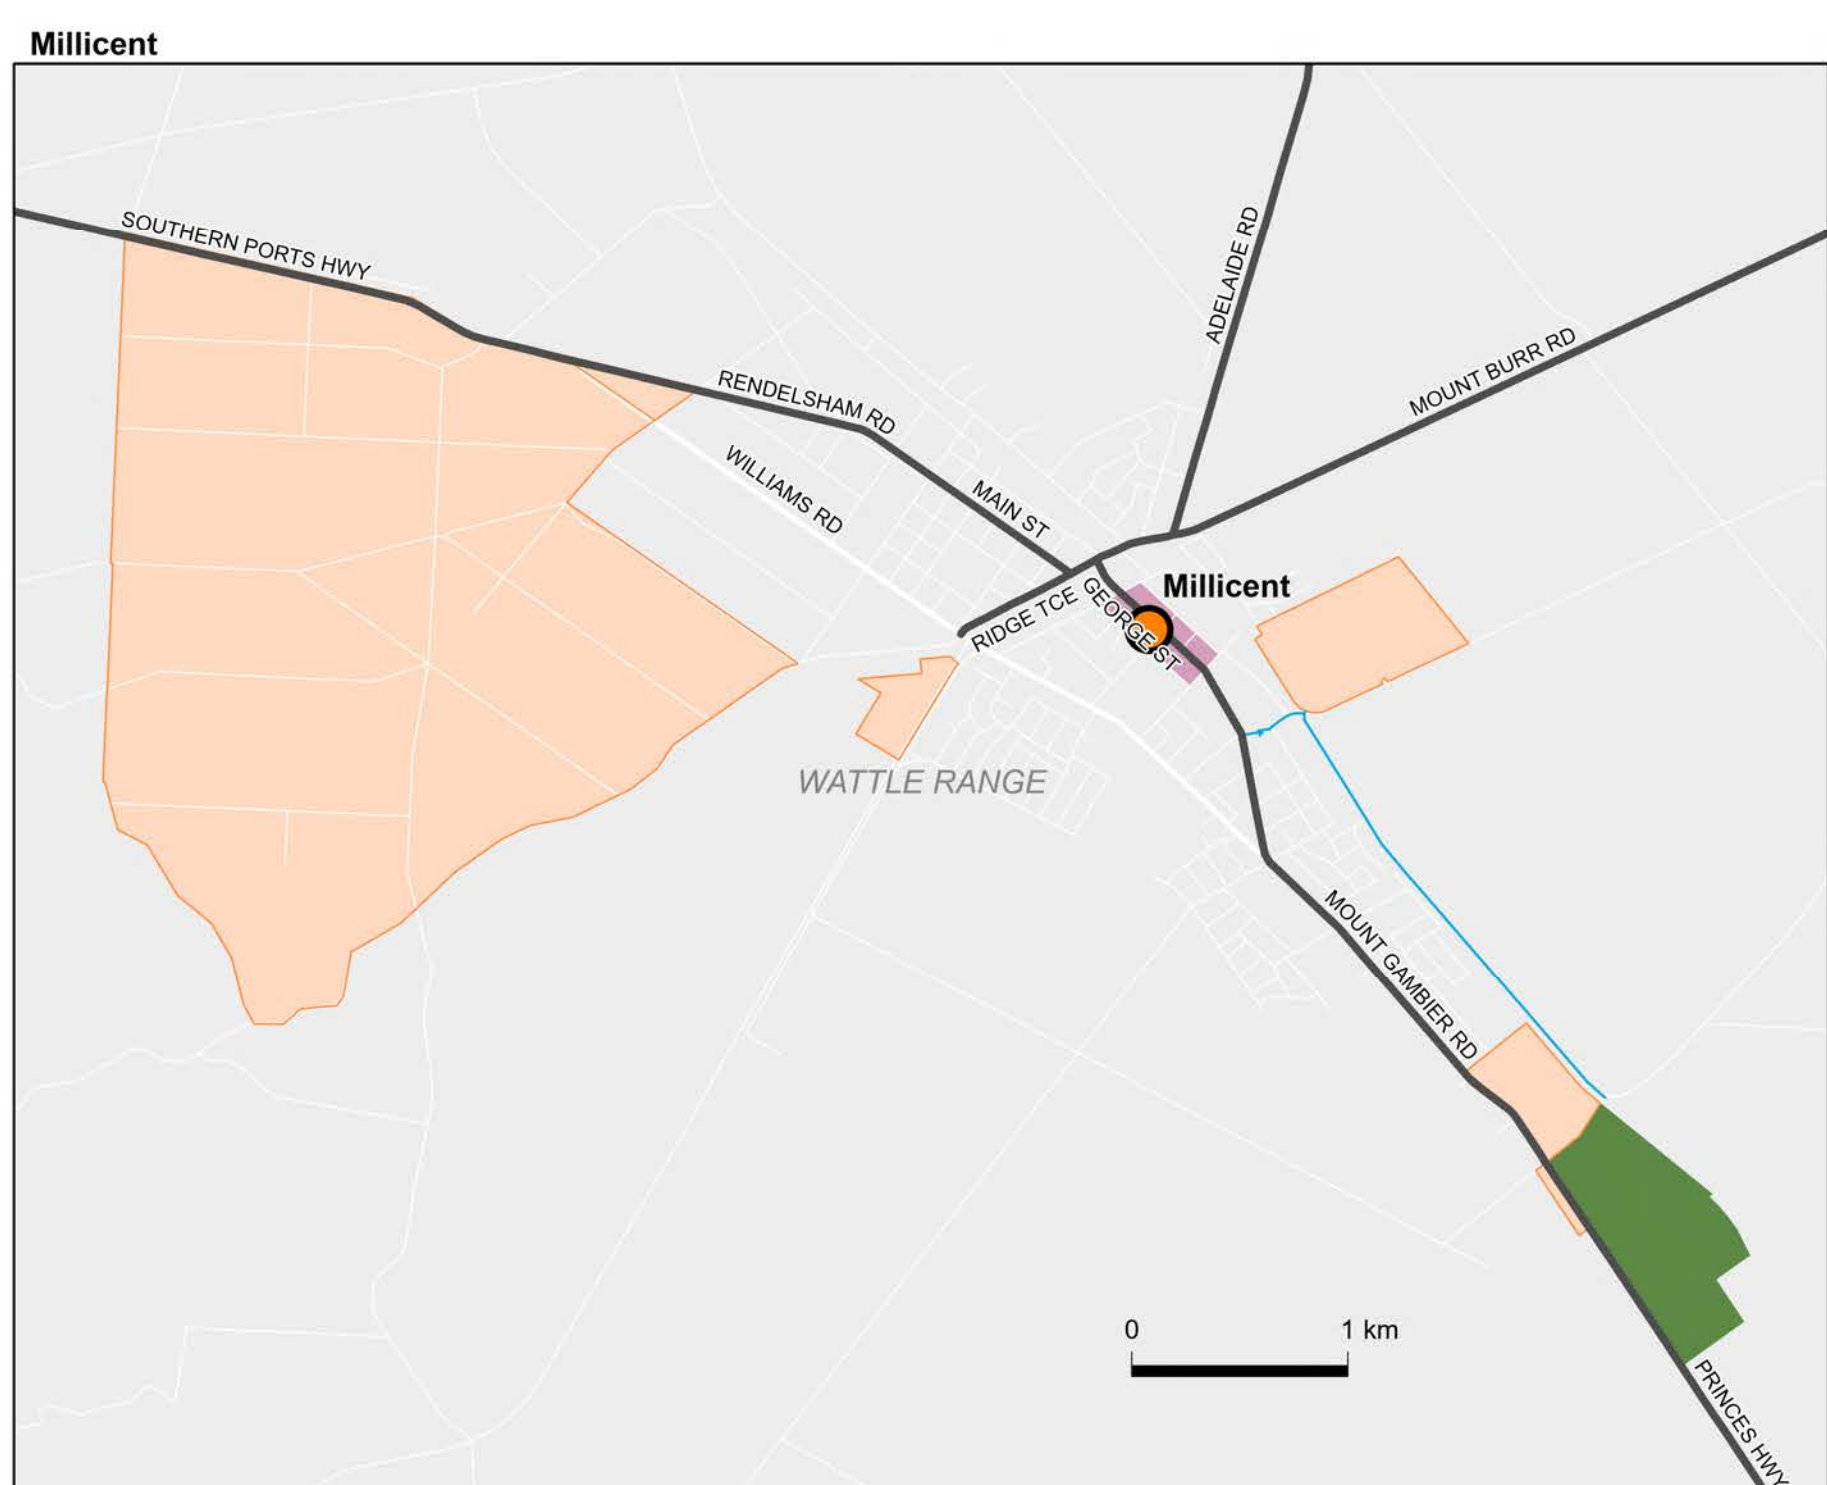 Millicent
SOUTHERN PORTS HWY
ADELAIDE RD
MOUNT BURR RD
RENDELSHAM RD
WILLIAMS RD
MAIN ST
Millicent
GEORGE ST
RIDGE TCE
WATTLE RANGE
MOUNT GAMBIER RD
0 1 km
PRINCES HWY